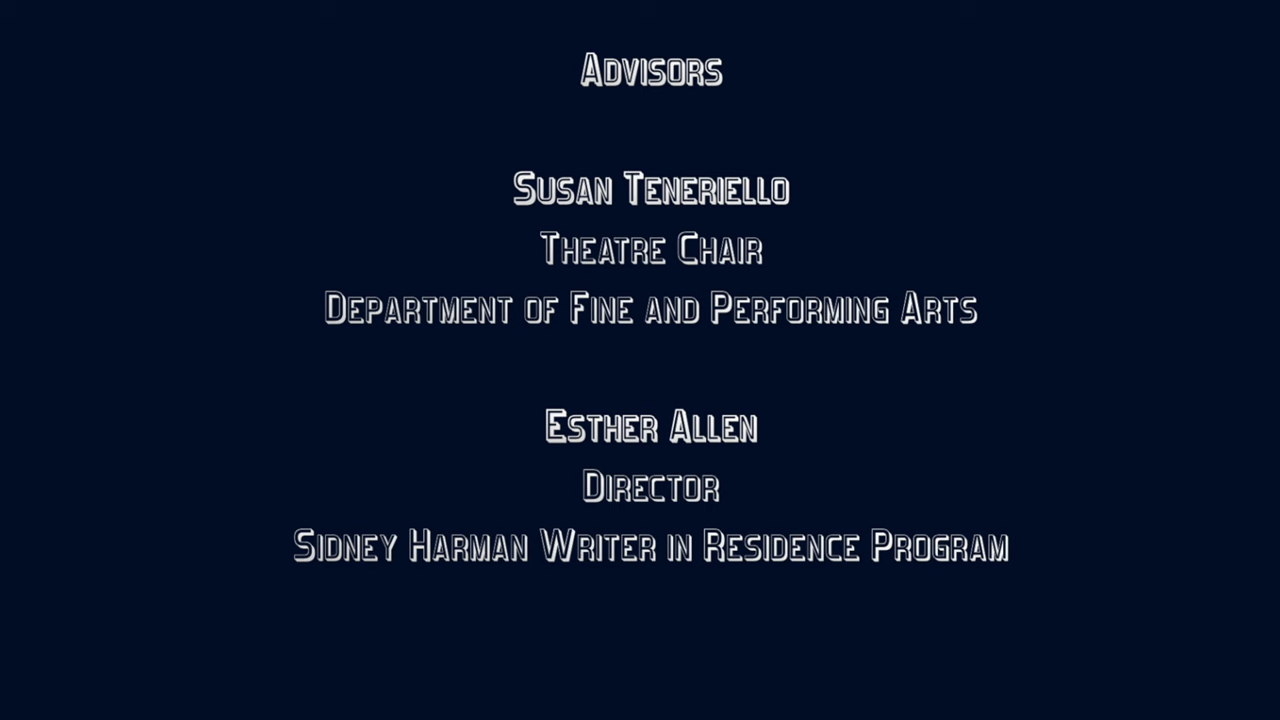 Advisors
Susan Teneriello
Theatre Chair
Department of Fine and Performing Arts
Esther Allen
Director
Sidney Harman Writer in Residence Program